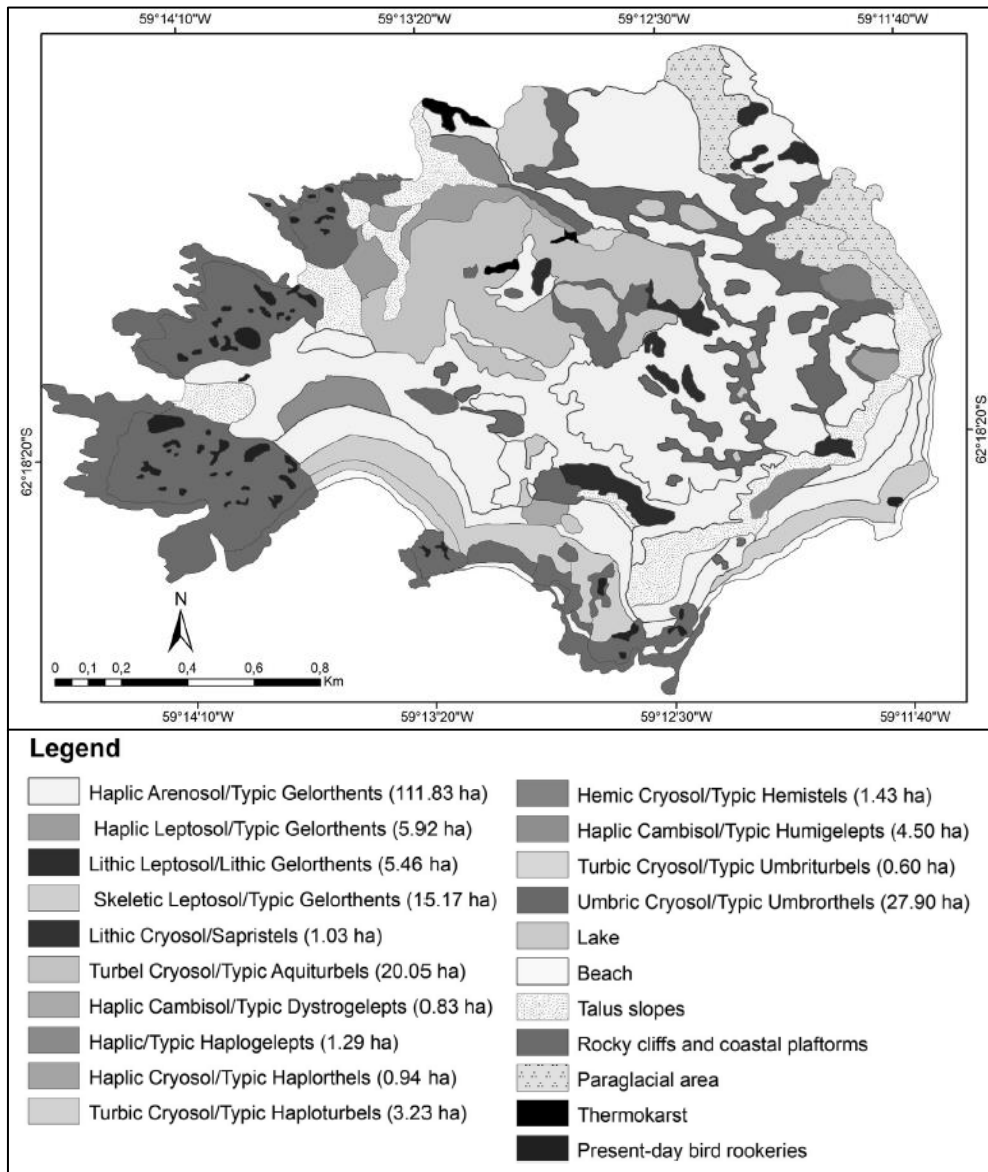 59°14'10"W 59°13'20"W 59°12'30"W 59°11'40"W
62°18'20"S
62°18'20"S
N
0 0,1 0,2 0,4 0,6 0,8
Km
59°14'10"W 59°13'20"W 59°12'30"W 59°11'40"W
Legend
Haplic Arenosol/Typic Gelorthents (111.83 ha)
Haplic Leptosol/Typic Gelorthents (5.92 ha)
Lithic Leptosol/Lithic Gelorthents (5.46 ha)
Skeletic Leptosol/Typic Gelorthents (15.17 ha)
Lithic Cryosol/Sapristels (1.03 ha)
Turbel Cryosol/Typic Aquiturbels (20.05 ha)
Haplic Cambisol/Typic Dystrogelepts (0.83 ha)
Haplic/Typic Haplogelepts (1.29 ha)
Haplic Cryosol/Typic Haplorthels (0.94 ha)
Turbic Cryosol/Typic Haploturbels (3.23 ha)
Hemic Cryosol/Typic Hemistels (1.43 ha)
Haplic Cambisol/Typic Humigelepts (4.50 ha)
Turbic Cryosol/Typic Umbriturbels (0.60 ha)
Umbric Cryosol/Typic Umbrorthels (27.90 ha)
Lake
Beach
Talus slopes
Rocky cliffs and coastal plaftorms
Paraglacial area
Thermokarst
Present-day bird rookeries